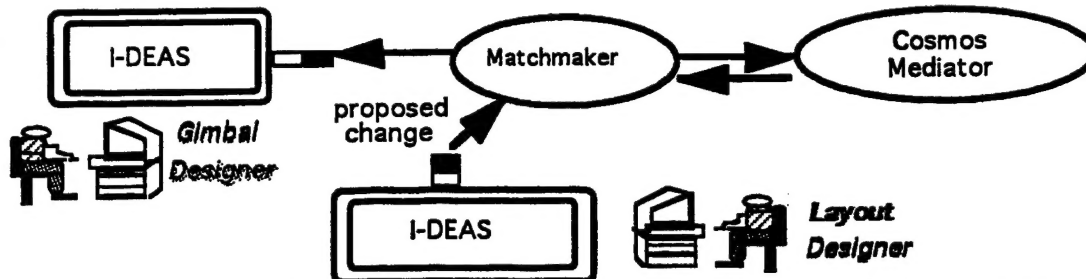 I-DEAS
Matchmaker
Cosmos
Mediator
proposed
change
Gimbal
Designer
I-DEAS
Layout
Designer